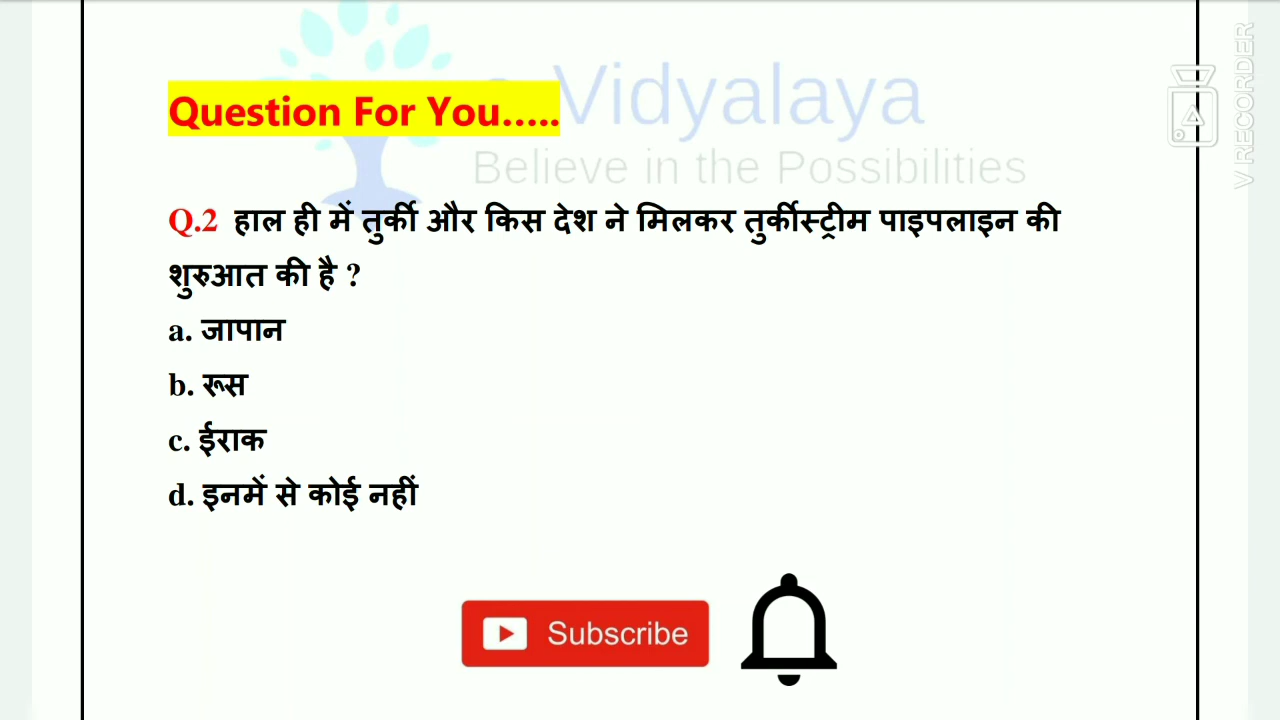 e-Vidyalaya
Believe in the Possibilities
Question For You.....
Q.2 हाल ही में तुर्की और किस देश ने मिलकर तुर्कीस्ट्रीम पाइपलाइन की
शुरुआत की है ?
a. जापान
b. रूस
c. ईराक
d. इनमें से कोई नहीं
Subscribe
V RECORDER